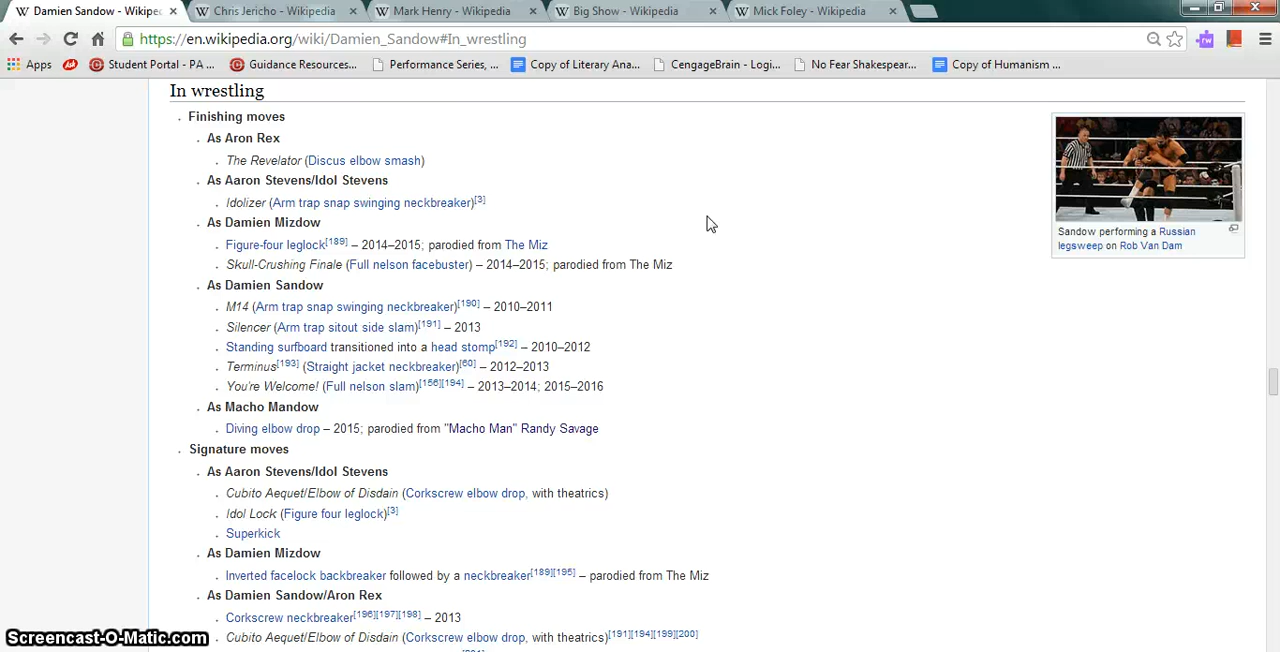 Damien Sandow - Wikipe
Chris Jericho - Wikipedia
Mark Henry - Wikipedia
Big Show - Wikipedia
Mick Foley - Wikipedia
https://en.wikipedia.org/wiki/Damien_Sandow#In_wrestling
Apps
Student Portal - PA ...
Guidance Resources...
Performance Series, ...
Copy of Literary Ana...
CengageBrain - Logi...
No Fear Shakespear...
Copy of Humanism ...
In wrestling
Finishing moves
As Aron Rex
The Revelator (Discus elbow smash)
As Aaron Stevens/Idol Stevens
Idolizer (Arm trap snap swinging neckbreaker)[3]
As Damien Mizdow
Figure-four leglock[189] – 2014–2015; parodied from The Miz
Skull-Crushing Finale (Full nelson facebuster) – 2014–2015; parodied from The Miz
As Damien Sandow
M14 (Arm trap snap swinging neckbreaker)[190] – 2010–2011
Silencer (Arm trap sitout side slam)[191] – 2013
Standing surfboard transitioned into a head stomp[192] – 2010–2012
Terminus[193] (Straight jacket neckbreaker)[60] – 2012–2013
You're Welcome! (Full nelson slam)[156][194] – 2013–2014; 2015–2016
As Macho Mandow
Diving elbow drop – 2015; parodied from "Macho Man" Randy Savage
Signature moves
As Aaron Stevens/Idol Stevens
Cubito Aequet/Elbow of Disdain (Corkscrew elbow drop, with theatrics)
Idol Lock (Figure four leglock)[3]
Superkick
As Damien Mizdow
Inverted facelock backbreaker followed by a neckbreaker[189][195] – parodied from The Miz
As Damien Sandow/Aron Rex
Corkscrew neckbreaker[196][197][198] – 2013
Cubito Aequet/Elbow of Disdain (Corkscrew elbow drop, with theatrics)[191][194][199][200]
Sandow performing a Russian
legsweep on Rob Van Dam
Screencast-O-Matic.com